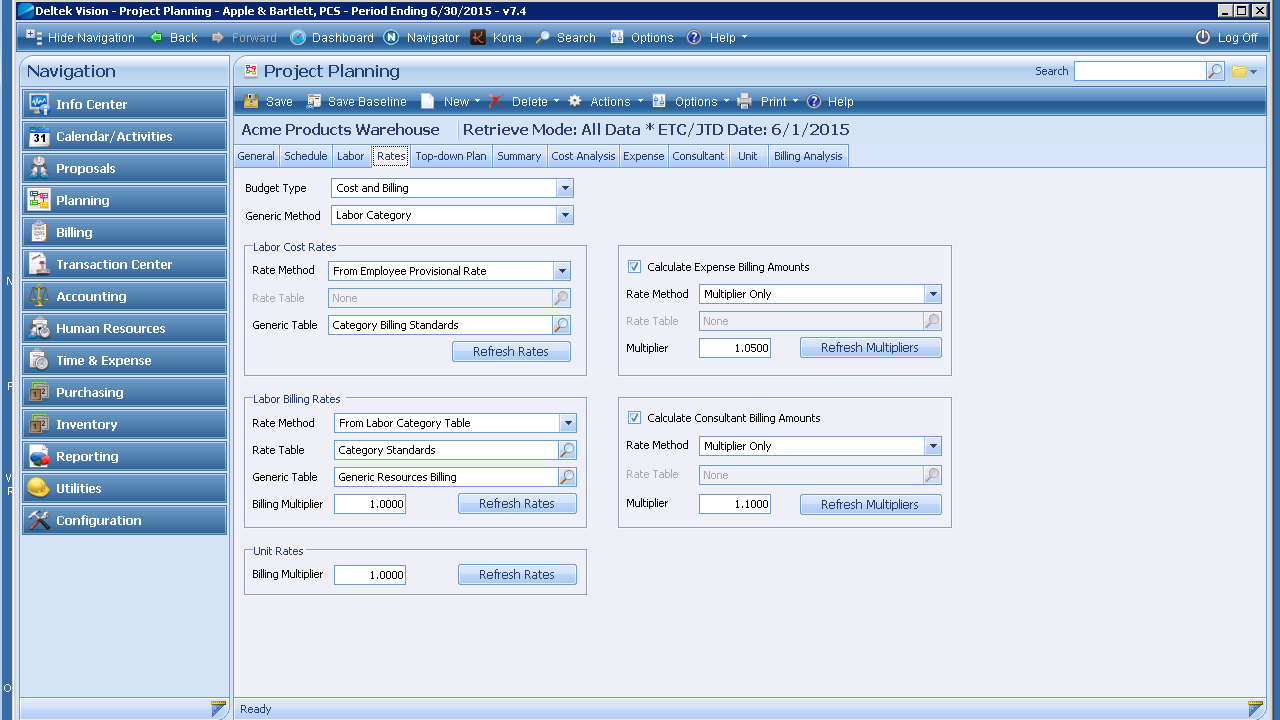 Deltek Vision - Project Planning - Apple & Bartlett, PCS - Period Ending 6/30/2015 - v7.4
Hide Navigation Back Forward Dashboard Navigator Kona Search Options Help Log Off
Navigation
Info Center
31 Calendar/Activities
Proposals
Planning
Billing
Transaction Center
Accounting
Human Resources
Time & Expense
Purchasing
Inventory
Reporting
Utilities
Configuration
Project Planning Search
Save Save Baseline New Delete Actions Options Print Help
Acme Products Warehouse Retrieve Mode: All Data * ETC/JTD Date: 6/1/2015
General Schedule Labor Rates Top-down Plan Summary Cost Analysis Expense Consultant Unit Billing Analysis
Budget Type Cost and Billing
Generic Method Labor Category
Labor Cost Rates
Rate Method From Employee Provisional Rate
Rate Table None
Generic Table Category Billing Standards
Refresh Rates
Calculate Expense Billing Amounts
Rate Method Multiplier Only
Rate Table None
Multiplier 1.0500 Refresh Multipliers
Labor Billing Rates
Rate Method From Labor Category Table
Rate Table Category Standards
Generic Table Generic Resources Billing
Billing Multiplier 1.0000 Refresh Rates
Calculate Consultant Billing Amounts
Rate Method Multiplier Only
Rate Table None
Multiplier 1.1000 Refresh Multipliers
Unit Rates
Billing Multiplier 1.0000 Refresh Rates
Ready